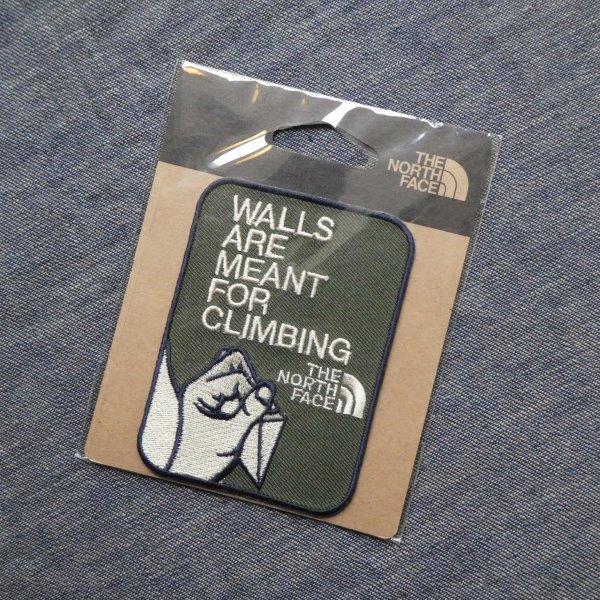 THE
NORTH
FACE
WALLS
ARE
MEANT
FOR
CLIMBING
THE
NORTH
FACE